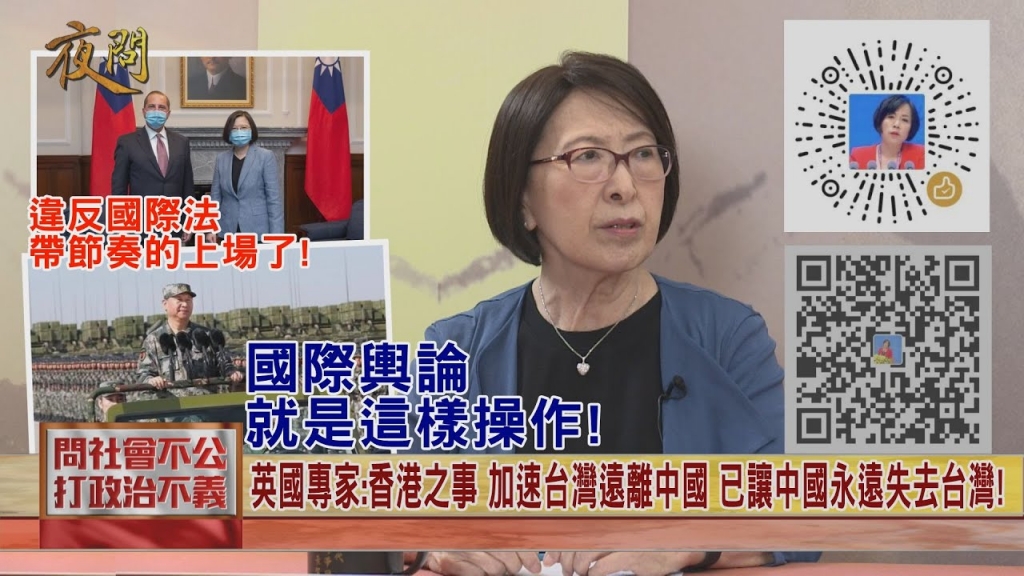 夜問
違反國際法
帶節奏的上場了!
國際輿論
就是這樣操作!
問社會不公
打政治不義
英國專家:香港之事 加速台灣遠離中國 已讓中國永遠失去台灣!